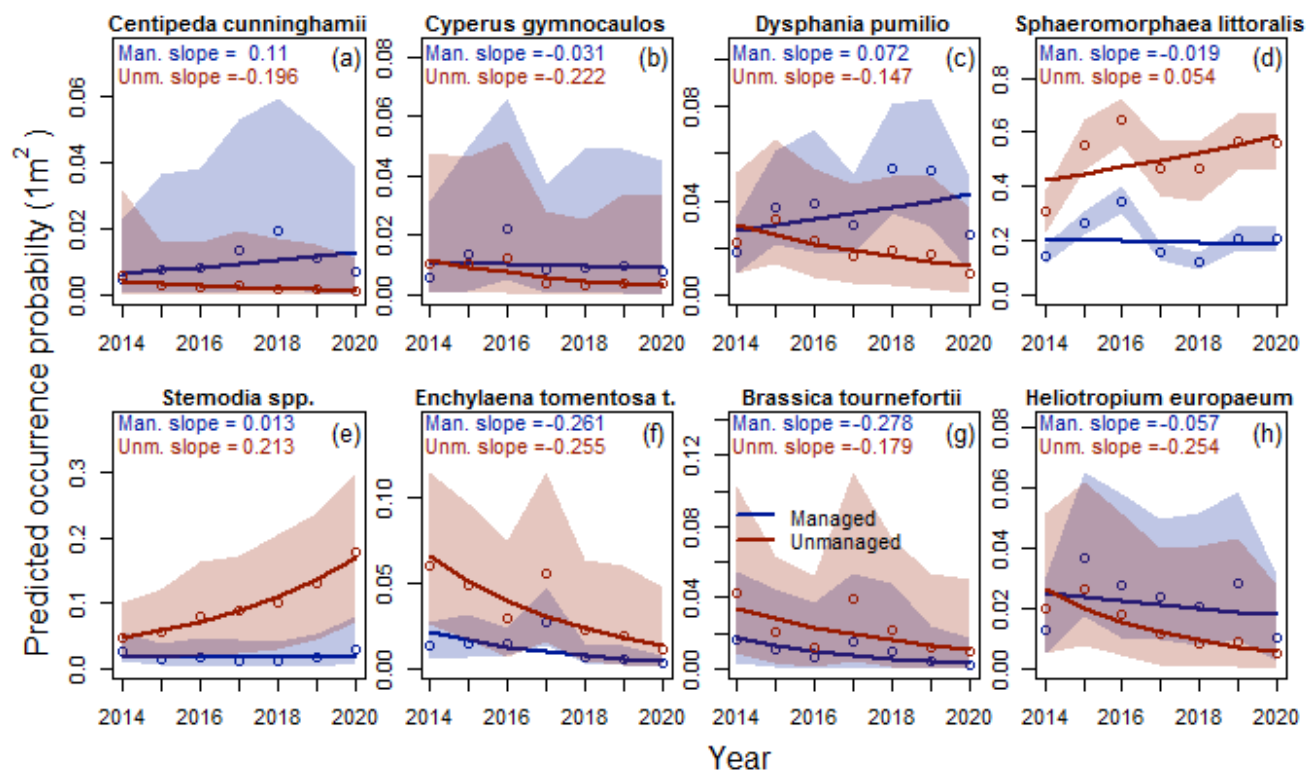 Centipeda cunninghamii
Man. slope = 0.11
Unm. slope =-0.196
(a)
0.00 0.02 0.04 0.06
2014 2016 2018 2020
Cyperus gymnocaulos
Man. slope =-0.031
Unm. slope =-0.222
(b)
0.00 0.02 0.04 0.06 0.08
2014 2016 2018 2020
Dysphania pumilio
Man. slope = 0.072
Unm. slope =-0.147
(c)
0.00 0.04 0.08
2014 2016 2018 2020
Sphaeromorphaea littoralis
Man. slope =-0.019
Unm. slope = 0.054
(d)
0.0 0.2 0.4 0.6 0.8
2014 2016 2018 2020
Predicted occurrence probabilty (1m²)
Stemodia spp.
Man. slope = 0.013
Unm. slope = 0.213
(e)
0.0 0.1 0.2 0.3
2014 2016 2018 2020
Enchylaena tomentosa t.
Man. slope =-0.261
Unm. slope =-0.255
(f)
0.00 0.05 0.10
2014 2016 2018 2020
Brassica tournefortii
Man. slope =-0.278
Unm. slope =-0.179
(g)
Managed
Unmanaged
0.00 0.04 0.08 0.12
2014 2016 2018 2020
Heliotropium europaeum
Man. slope =-0.057
Unm. slope =-0.254
(h)
0.00 0.02 0.04 0.06 0.08
2014 2016 2018 2020
Year